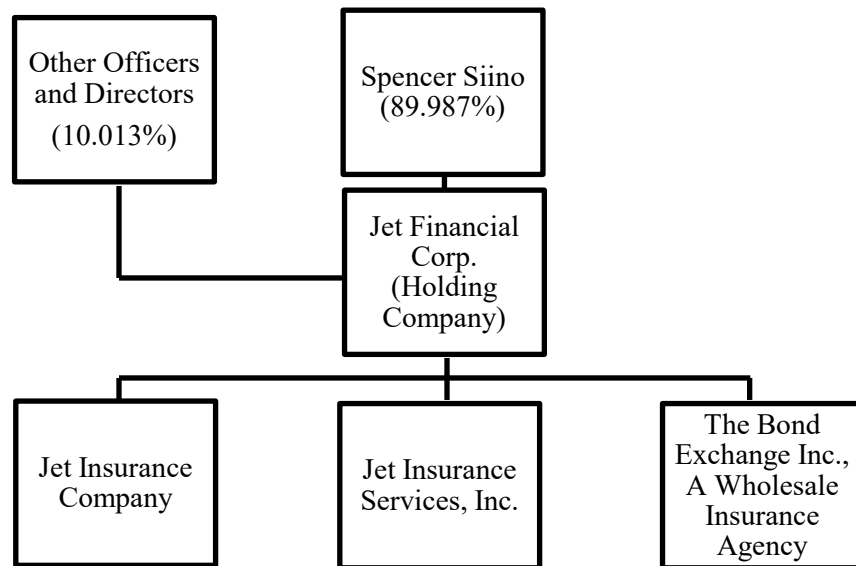 Other Officers
and Directors
(10.013%)
Spencer Siino
(89.987%)
Jet Financial
Corp.
(Holding
Company)
Jet Insurance
Company
Jet Insurance
Services, Inc.
The Bond
Exchange Inc.,
A Wholesale
Insurance
Agency